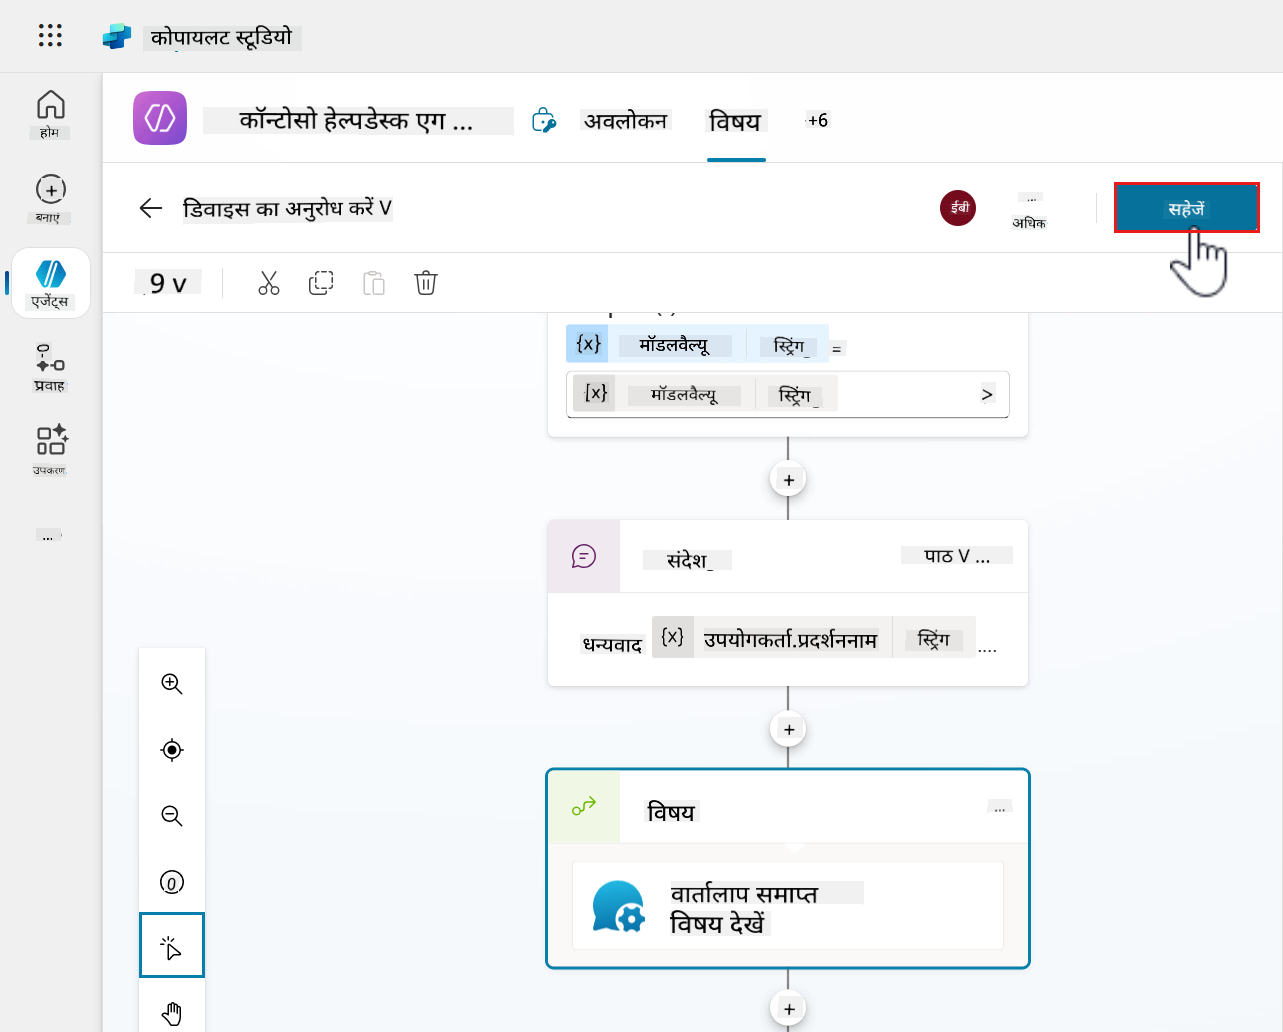 कोपायलट स्टूडियो
होम
बनाएं
एजेंट्स
प्रवाह
उपकरण
...
कॉन्टोसो हेल्पडेस्क एग ...
अवलोकन
विषय
+6
डिवाइस का अनुरोध करें V
ईबी
...
अधिक
सहेजें
9 v
{x} मॉडलवैल्यू स्ट्रिंग =
{x} मॉडलवैल्यू स्ट्रिंग >
+
संदेश
पाठ V ...
धन्यवाद {x} उपयोगकर्ता.प्रदर्शननाम स्ट्रिंग ....
+
विषय
...
वार्तालाप समाप्त
विषय देखें
+